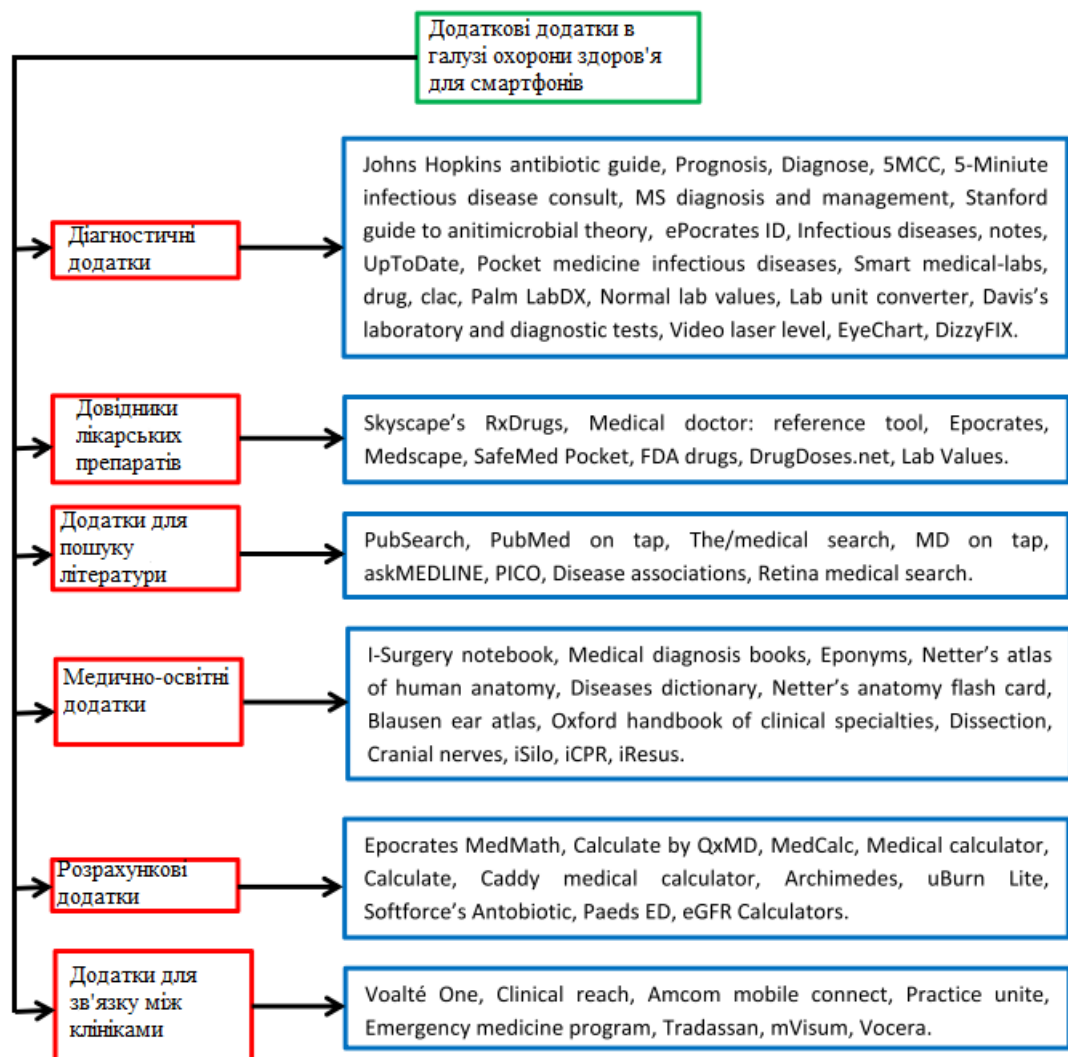 Додаткові додатки в
галузі охорони здоров'я
для смартфонів
Діагностичні
додатки
Johns Hopkins antibiotic guide, Prognosis, Diagnose, 5MCC, 5-Miniute
infectious disease consult, MS diagnosis and management, Stanford
guide to anitimicrobial theory, ePocrates ID, Infectious diseases, notes,
UpToDate, Pocket medicine infectious diseases, Smart medical-labs,
drug, clac, Palm LabDX, Normal lab values, Lab unit converter, Davis’s
laboratory and diagnostic tests, Video laser level, EyeChart, DizzyFIX.
Довідники
лікарських
препаратів
Skyscape’s RxDrugs, Medical doctor: reference tool, Epocrates,
Medscape, SafeMed Pocket, FDA drugs, DrugDoses.net, Lab Values.
Додатки для
пошуку
літератури
PubSearch, PubMed on tap, The/medical search, MD on tap,
askMEDLINE, PICO, Disease associations, Retina medical search.
Медично-освітні
додатки
I-Surgery notebook, Medical diagnosis books, Eponyms, Netter’s atlas
of human anatomy, Diseases dictionary, Netter’s anatomy flash card,
Blausen ear atlas, Oxford handbook of clinical specialties, Dissection,
Cranial nerves, iSilo, iCPR, iResus.
Розрахункові
додатки
Epocrates MedMath, Calculate by QxMD, MedCalc, Medical calculator,
Calculate, Caddy medical calculator, Archimedes, uBurn Lite,
Softforce’s Antobiotic, Paeds ED, eGFR Calculators.
Додатки для
зв'язку між
клініками
Voalté One, Clinical reach, Amcom mobile connect, Practice unite,
Emergency medicine program, Tradassan, mVisum, Vocera.